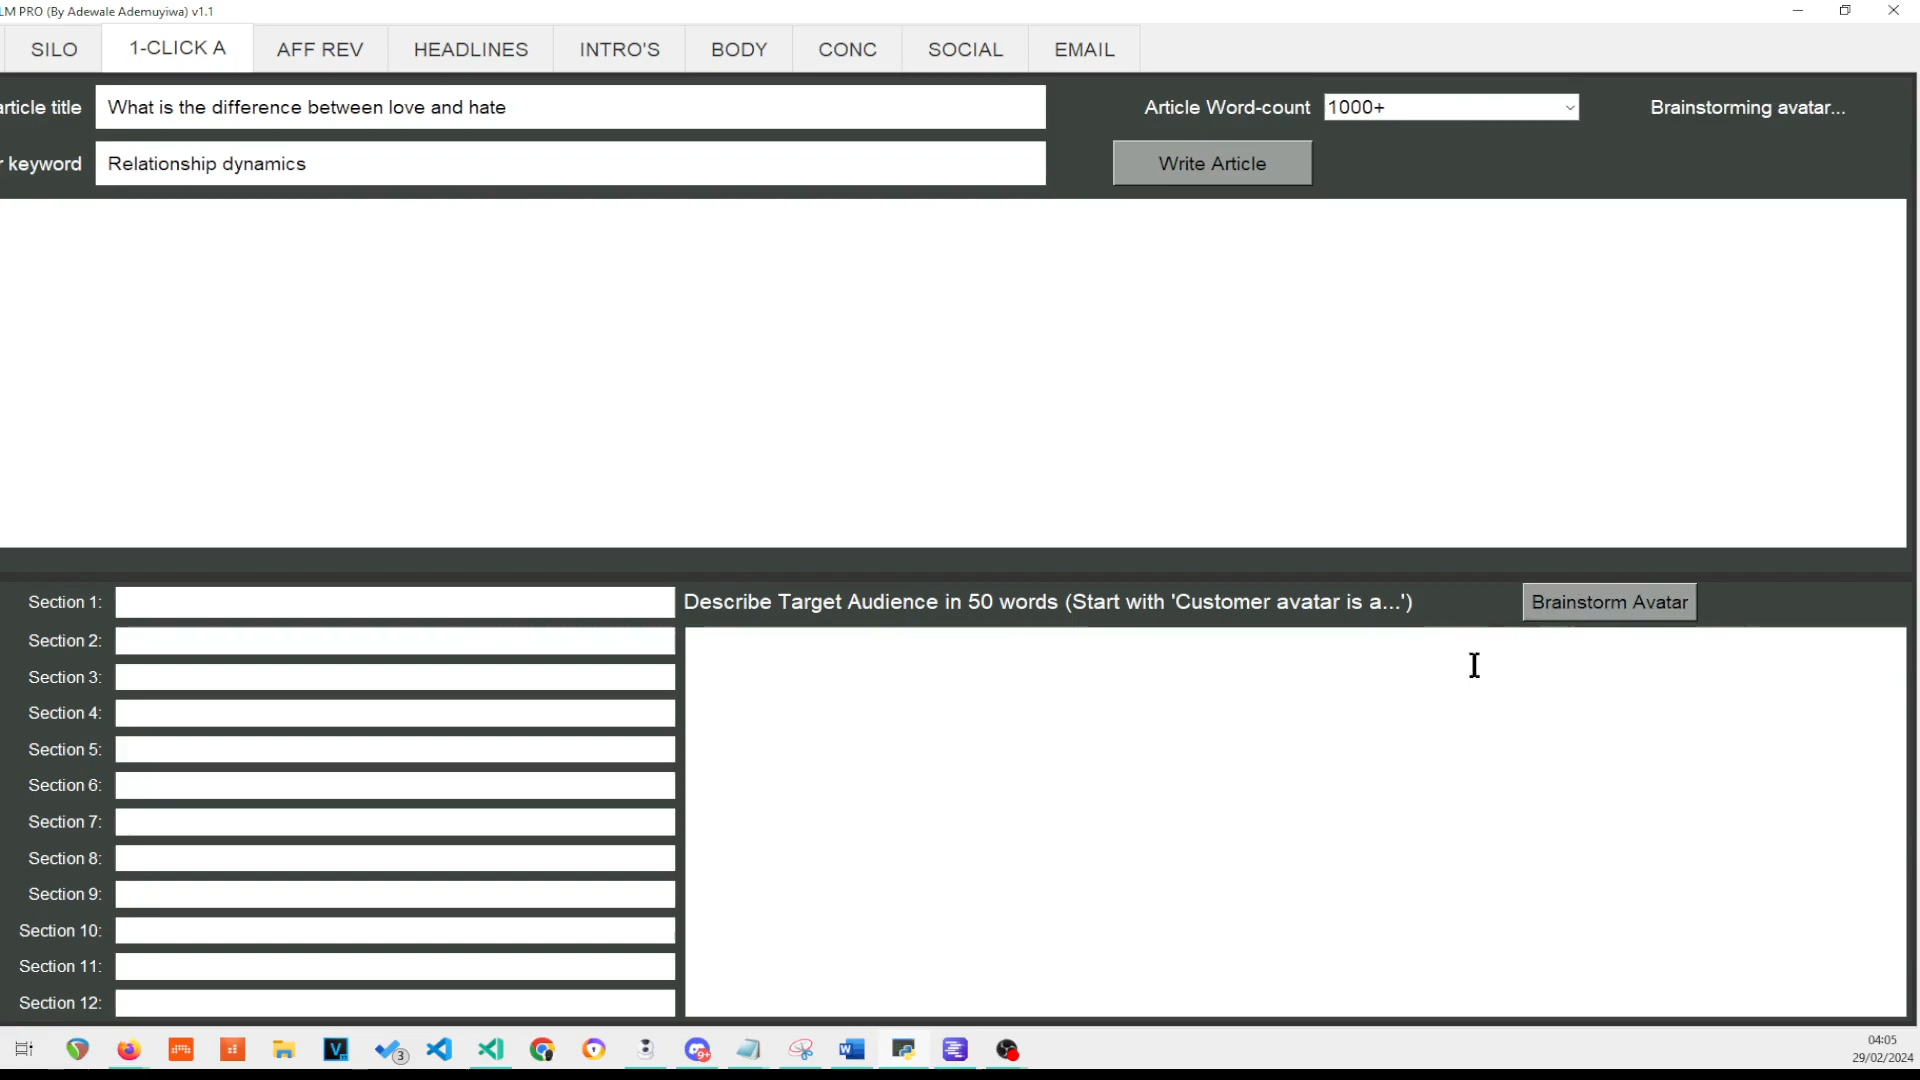 LM PRO (By Adewale Ademuyiwa) v1.1
SILO 1-CLICK A AFF REV HEADLINES INTRO'S BODY CONC SOCIAL EMAIL
article title What is the difference between love and hate Article Word-count 1000+ Brainstorming avatar...
r keyword Relationship dynamics Write Article
Section 1: Describe Target Audience in 50 words (Start with 'Customer avatar is a...') Brainstorm Avatar
Section 2:
Section 3:
Section 4:
Section 5:
Section 6:
Section 7:
Section 8:
Section 9:
Section 10:
Section 11:
Section 12:
3
9+
04:05
29/02/2024